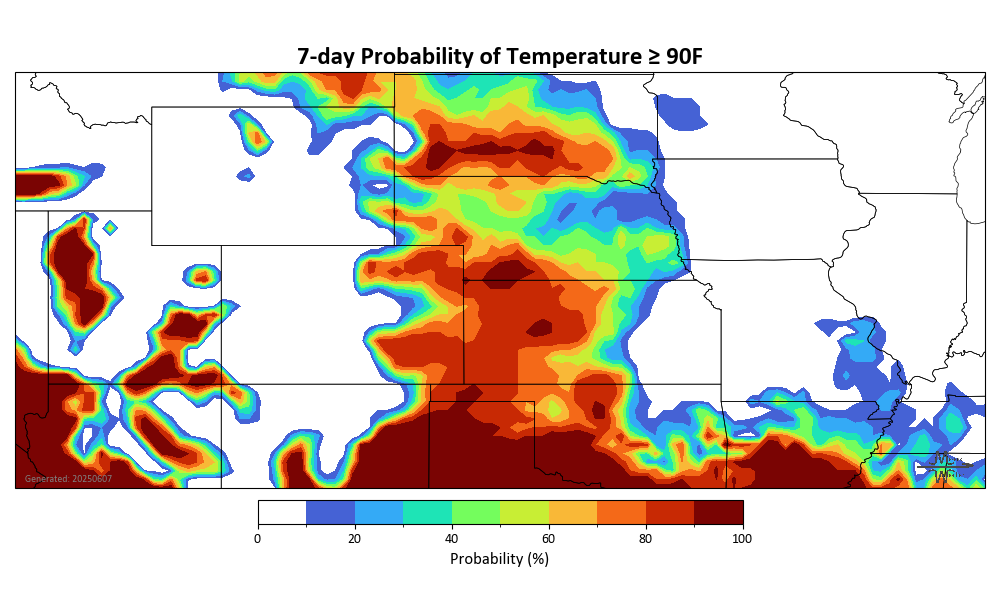 7-day Probability of Temperature ≥ 90F
Generated: 20250607
0 20 40 60 80 100
Probability (%)